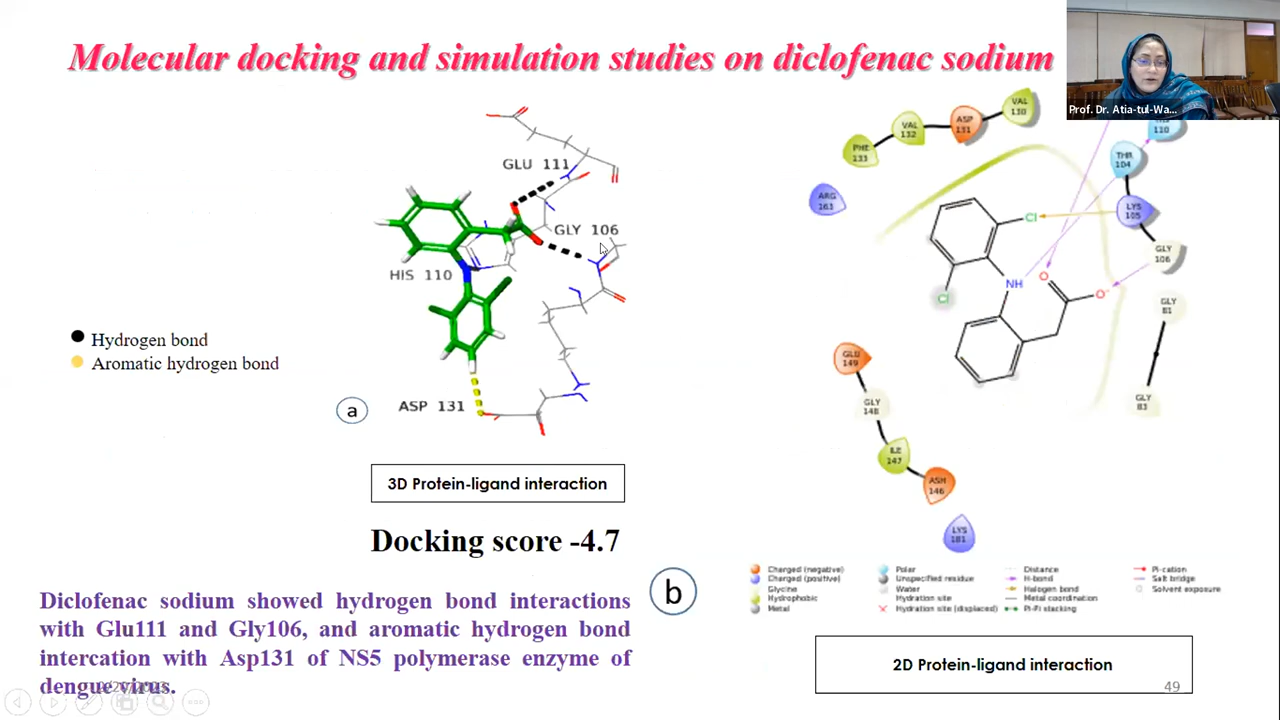 Molecular docking and simulation studies on diclofenac sodium
Prof. Dr. Atia-tul-Wa...
GLU 111
GLY 106
HIS 110
ASP 131
Hydrogen bond
Aromatic hydrogen bond
a
3D Protein-ligand interaction
Docking score -4.7
Diclofenac sodium showed hydrogen bond interactions
with Glu111 and Gly106, and aromatic hydrogen bond
intercation with Asp131 of NS5 polymerase enzyme of
dengue virus.
VAL 130
ASP 131
VAL 132
PHE 133
ARG 163
110
THR 104
LYS 105
GLY 106
GLY 81
GLY 83
Cl
Cl
NH
O
O-
GLU 149
GLY 148
ILE 147
ASH 146
LYS 181
b
Charged (negative)
Charged (positive)
Glycine
Hydrophobic
Metal
Polar
Unspecified residue
Water
Hydration site
Hydration site (displaced)
Distance
H-bond
Halogen bond
Metal coordination
Pi-Pi stacking
Pi-cation
Salt bridge
Solvent exposure
2D Protein-ligand interaction
49